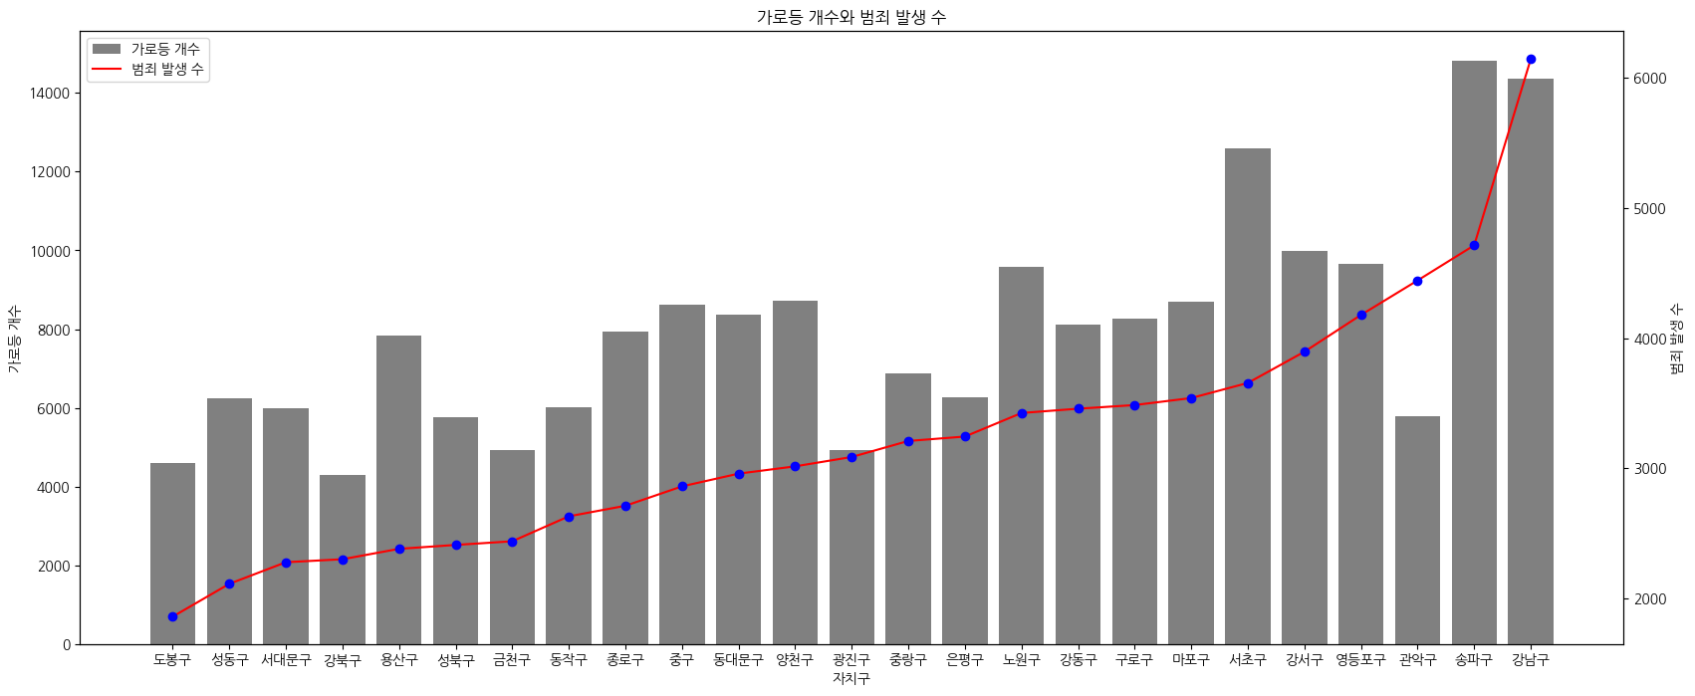 가로등 개수와 범죄 발생 수
가로등 개수
범죄 발생 수
14000
12000
10000
8000
6000
4000
2000
0
가로등 개수
6000
5000
4000
3000
2000
범죄 발생 수
도봉구 성동구 서대문구 강북구 용산구 성북구 금천구 동작구 종로구 중구 동대문구 양천구 광진구 중랑구 은평구 노원구 강동구 구로구 마포구 서초구 강서구 영등포구 관악구 송파구 강남구
자치구